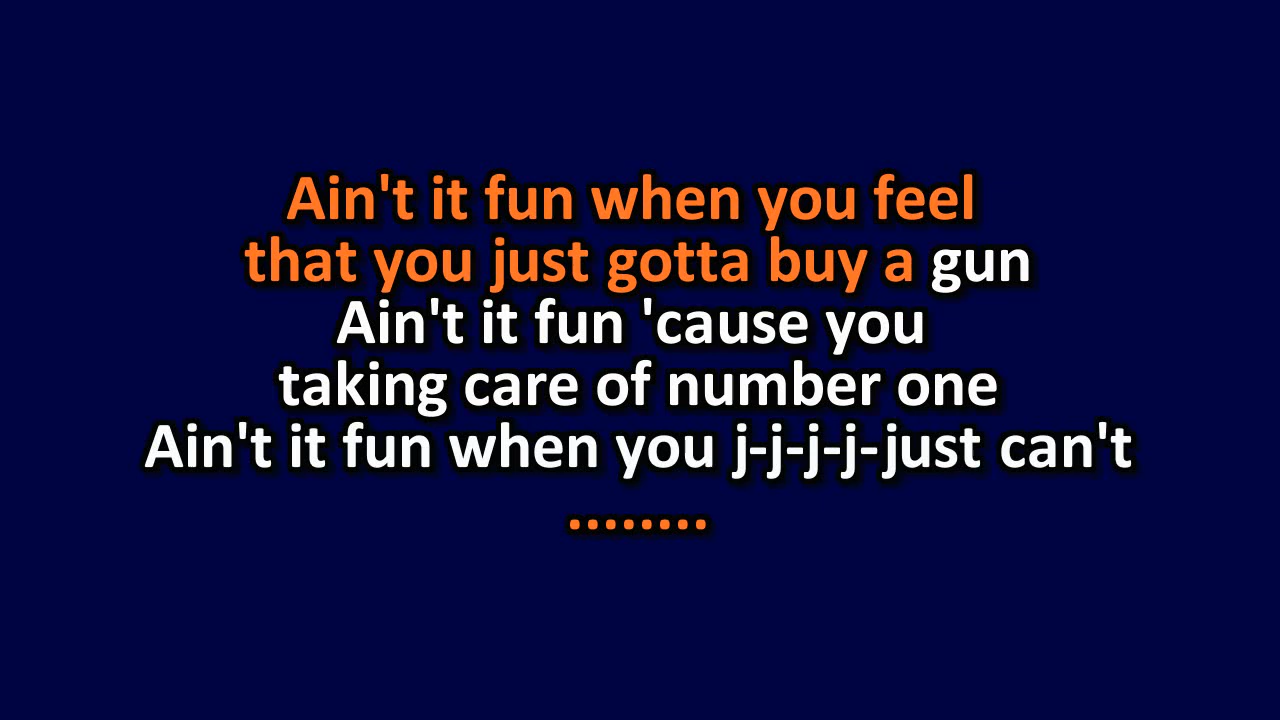 Ain't it fun when you feel
that you just gotta buy a gun
Ain't it fun 'cause you
taking care of number one
Ain't it fun when you j-j-j-j-just can't
........